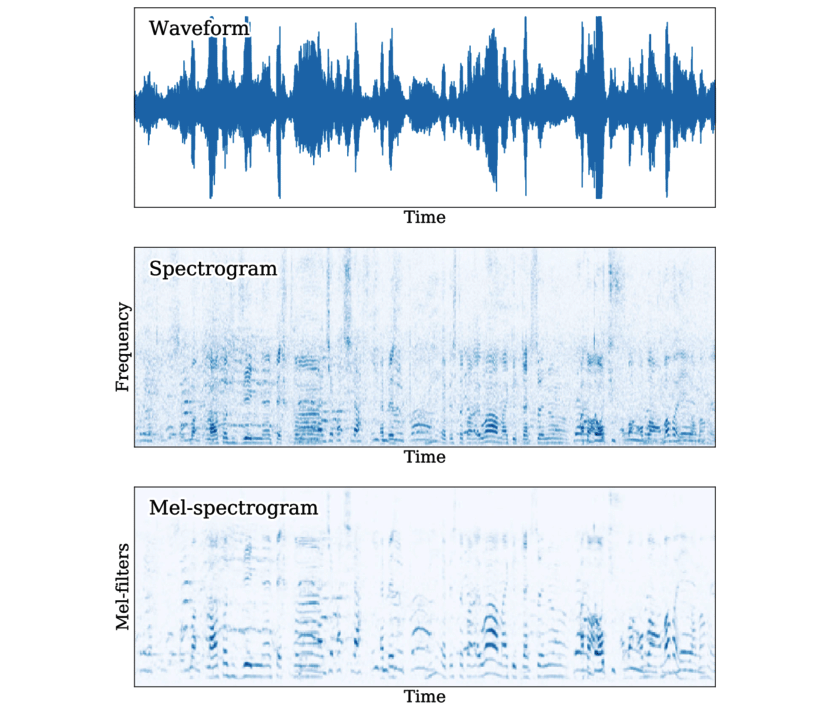 Waveform
Time
Spectrogram
Frequency
Time
Mel-spectrogram
Mel-filters
Time